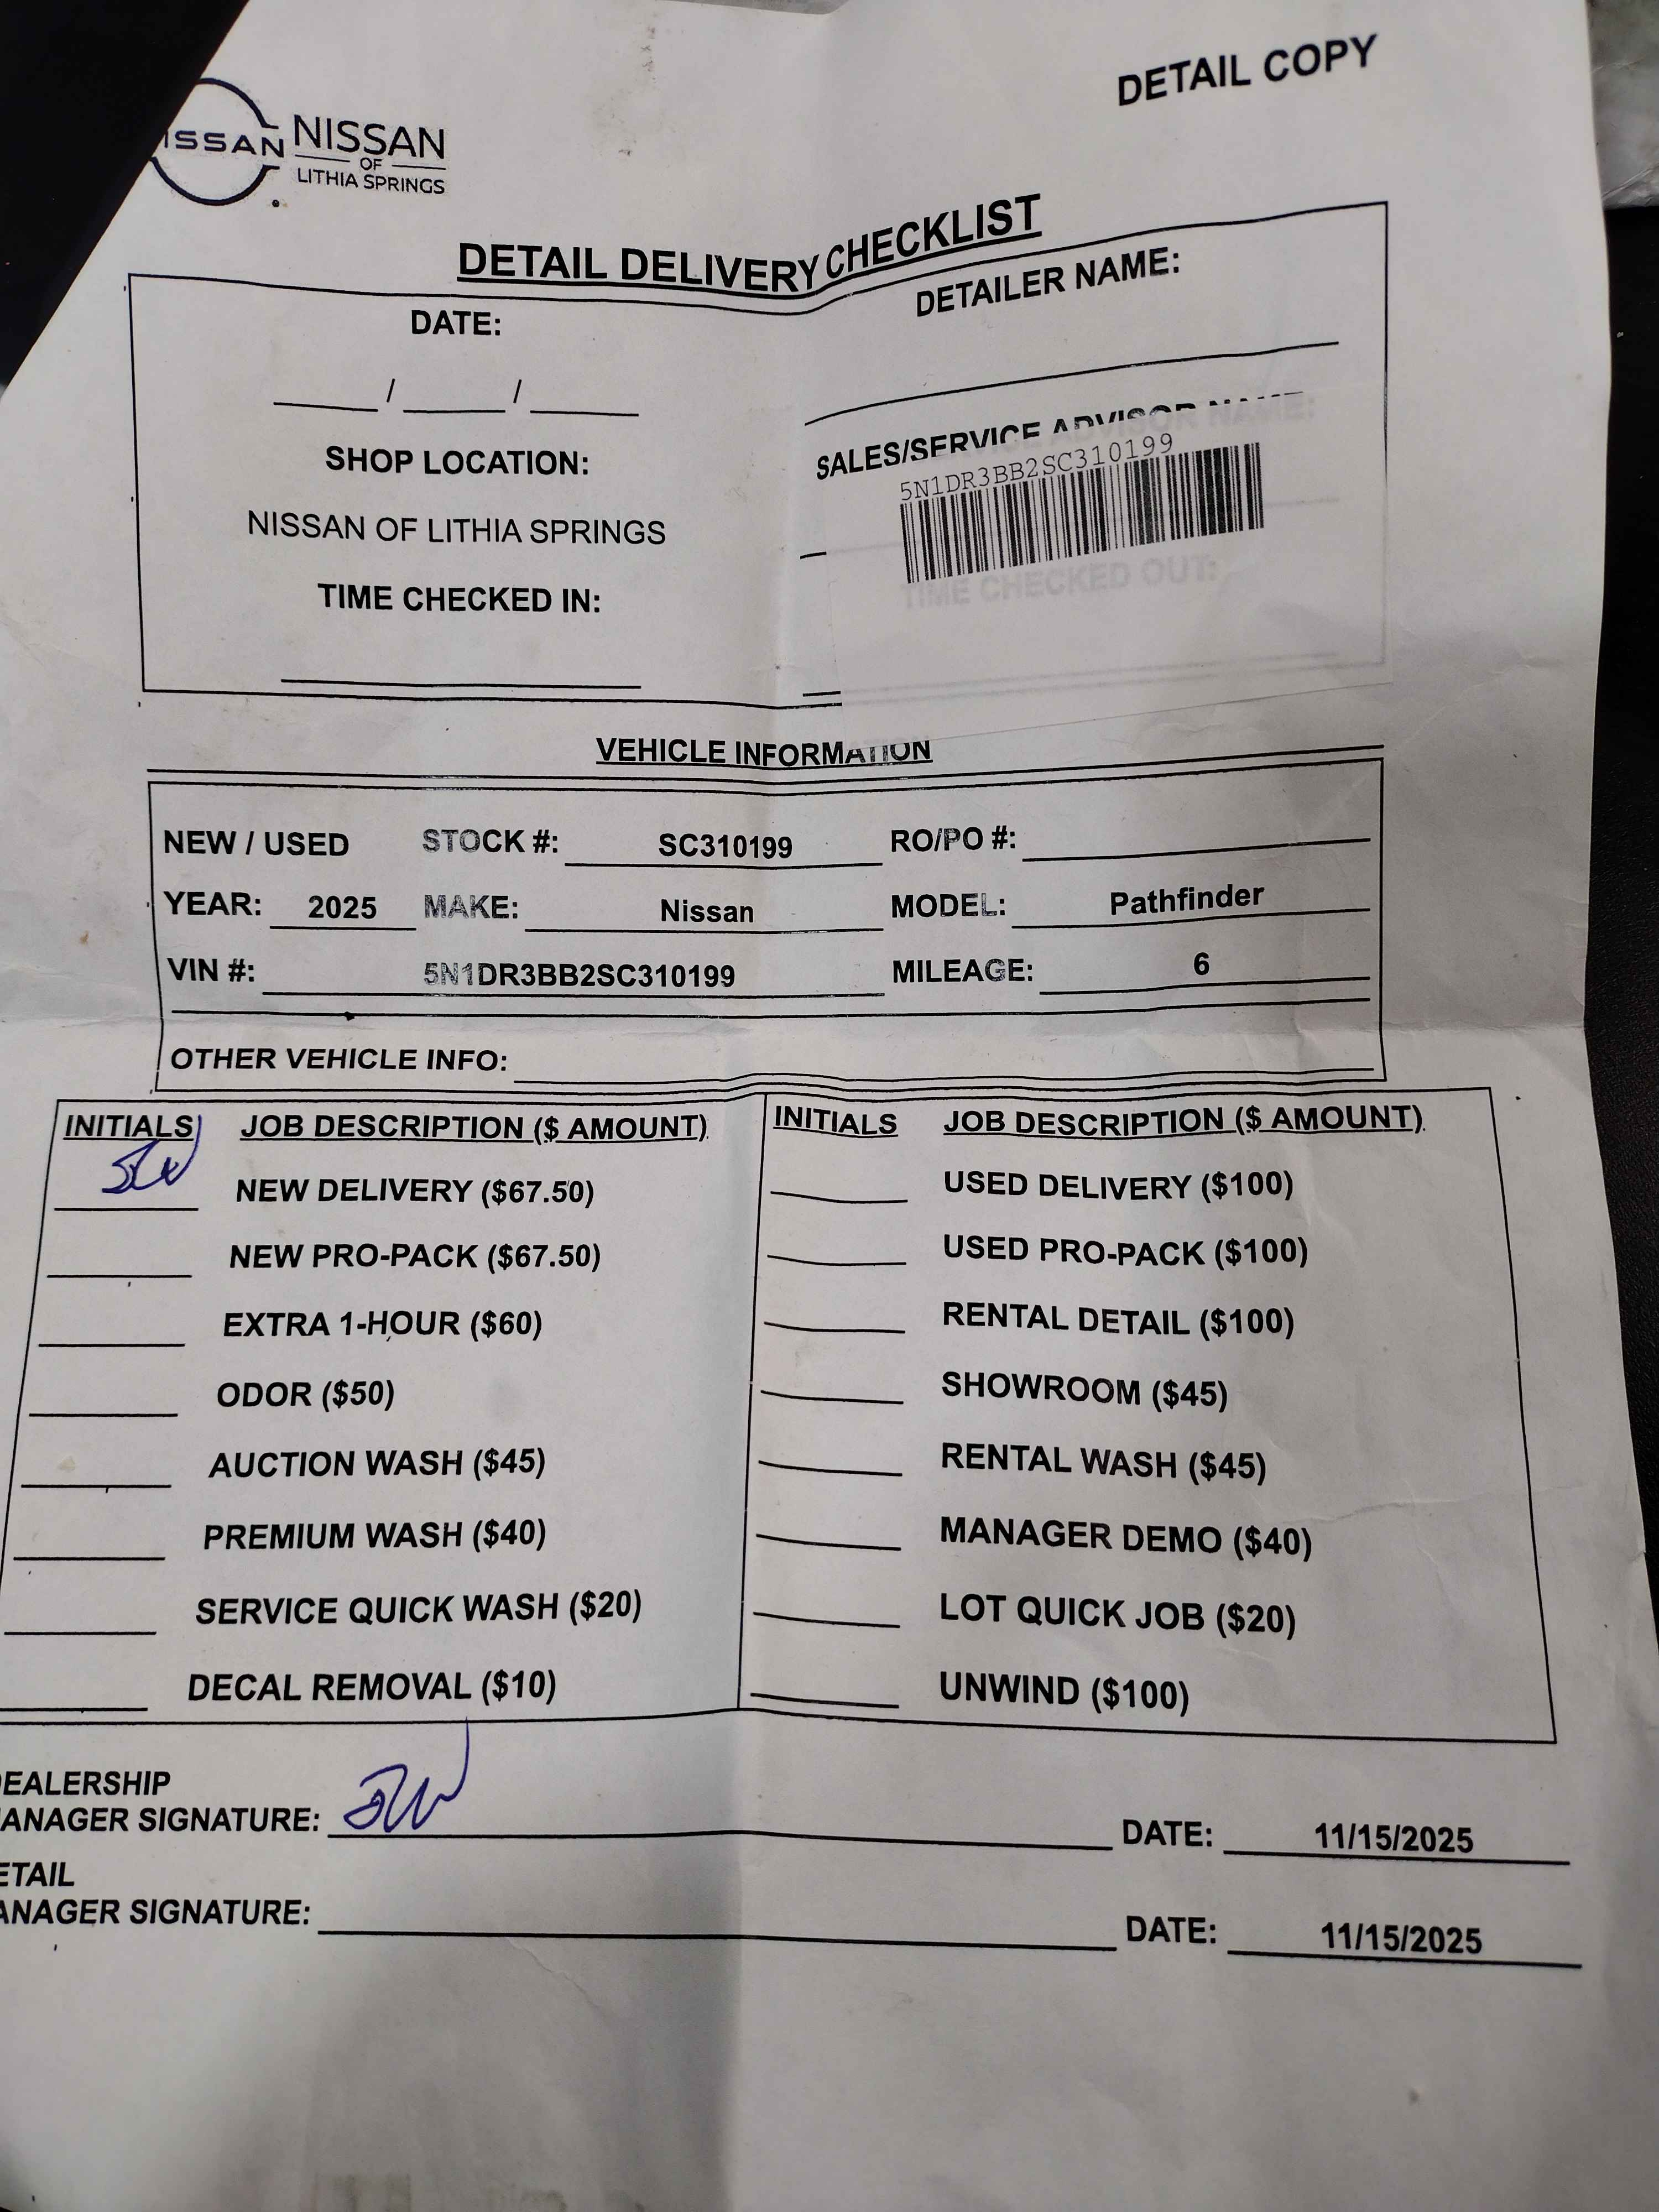 DETAIL COPY
ISSAN
NISSAN
OF
LITHIA SPRINGS
DETAIL DELIVERY CHECKLIST
DATE:
DETAILER NAME:
____/____/____
SALES/SERVICE ADVISOR NAME:
5N1DR3BB2SC310199
SHOP LOCATION:
NISSAN OF LITHIA SPRINGS
TIME CHECKED IN:
TIME CHECKED OUT:
VEHICLE INFORMATION
NEW / USED STOCK #: SC310199 RO/PO #:
YEAR: 2025 MAKE: Nissan MODEL: Pathfinder
VIN #: 5N1DR3BB2SC310199 MILEAGE: 6
OTHER VEHICLE INFO:
INITIALS JOB DESCRIPTION ($ AMOUNT) INITIALS JOB DESCRIPTION ($ AMOUNT)
NEW DELIVERY ($67.50) USED DELIVERY ($100)
NEW PRO-PACK ($67.50) USED PRO-PACK ($100)
EXTRA 1-HOUR ($60) RENTAL DETAIL ($100)
ODOR ($50) SHOWROOM ($45)
AUCTION WASH ($45) RENTAL WASH ($45)
PREMIUM WASH ($40) MANAGER DEMO ($40)
SERVICE QUICK WASH ($20) LOT QUICK JOB ($20)
DECAL REMOVAL ($10) UNWIND ($100)
EALERSHIP
ANAGER SIGNATURE: DATE: 11/15/2025
ETAIL
ANAGER SIGNATURE: DATE: 11/15/2025